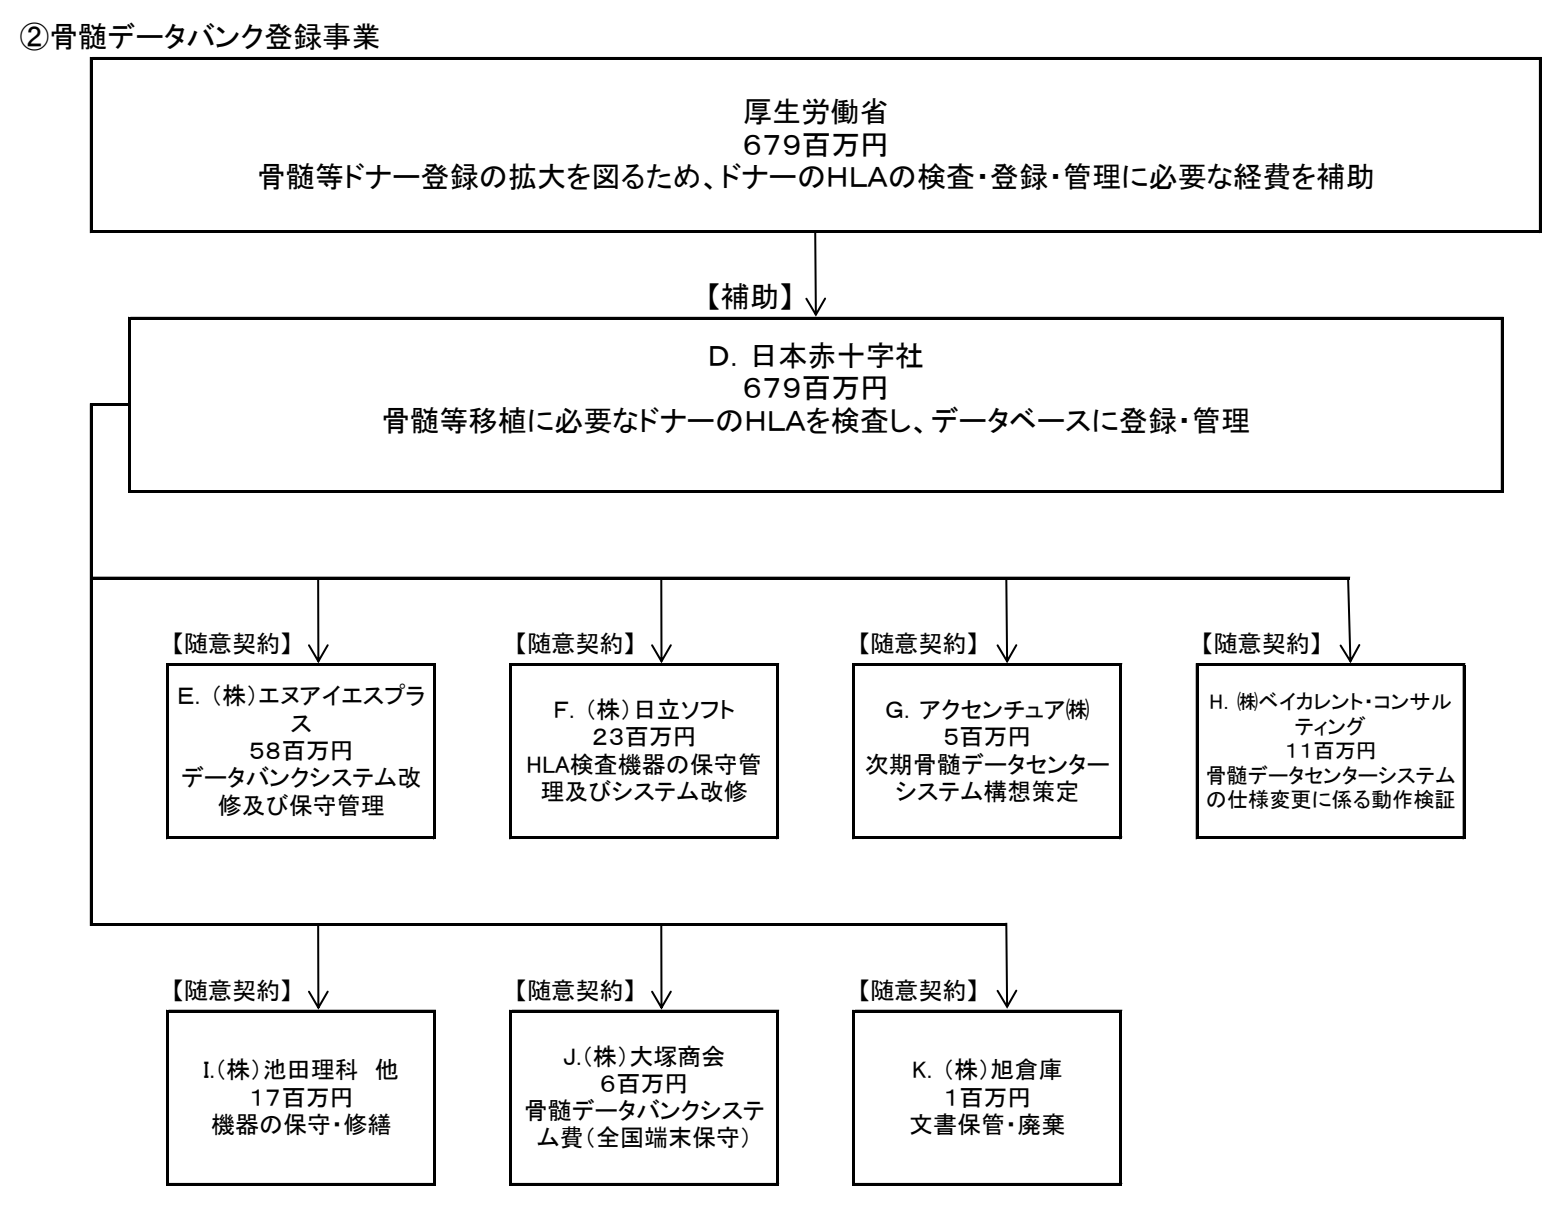 ②骨髄データバンク登録事業
厚生労働省
679百万円
骨髄等ドナー登録の拡大を図るため、ドナーのHLAの検査・登録・管理に必要な経費を補助
【補助】
D．日本赤十字社
679百万円
骨髄等移植に必要なドナーのHLAを検査し、データベースに登録・管理
【随意契約】
【随意契約】
【随意契約】
【随意契約】
E．（株）エヌアイエスプラ
ス
58百万円
データバンクシステム改
修及び保守管理
F．（株）日立ソフト
23百万円
HLA検査機器の保守管
理及びシステム改修
G．アクセンチュア㈱
5百万円
次期骨髄データセンター
システム構想策定
H．㈱ベイカレント・コンサル
ティング
11百万円
骨髄データセンターシステム
の仕様変更に係る動作検証
【随意契約】
【随意契約】
【随意契約】
I.（株）池田理科　他
17百万円
機器の保守・修繕
J.（株）大塚商会
6百万円
骨髄データバンクシステ
ム費（全国端末保守）
K．（株）旭倉庫
1百万円
文書保管・廃棄